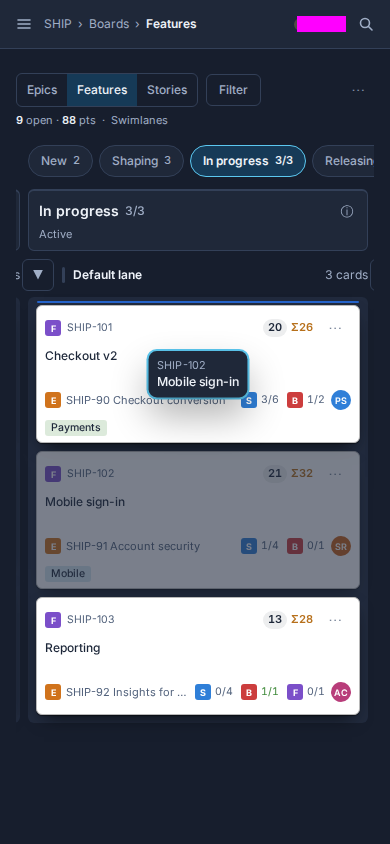 SHIP › Boards › Features
Epics Features Stories Filter ...
9 open · 88 pts · Swimlanes
New 2 Shaping 3 In progress 3/3 Releasin
In progress 3/3
Active
s Default lane 3 cards
F SHIP-101 20 Σ26 ...
Checkout v2
SHIP-102
Mobile sign-in
E SHIP-90 Checkout conversion S 3/6 B 1/2 PS
Payments
F SHIP-102 21 Σ32 ...
Mobile sign-in
E SHIP-91 Account security S 1/4 B 0/1 SR
Mobile
F SHIP-103 13 Σ28 ...
Reporting
E SHIP-92 Insights for ... S 0/4 B 1/1 F 0/1 AC